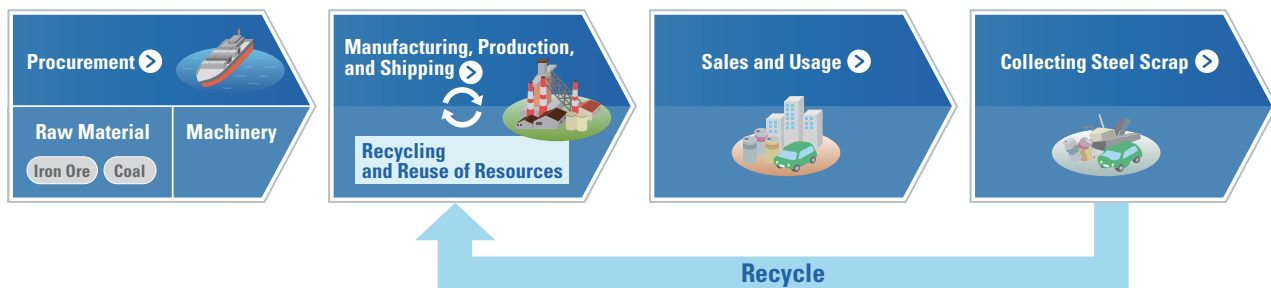 Procurement
Raw Material
Machinery
Iron Ore
Coal
Manufacturing, Production,
and Shipping
Recycling
and Reuse of Resources
Sales and Usage
Collecting Steel Scrap
Recycle